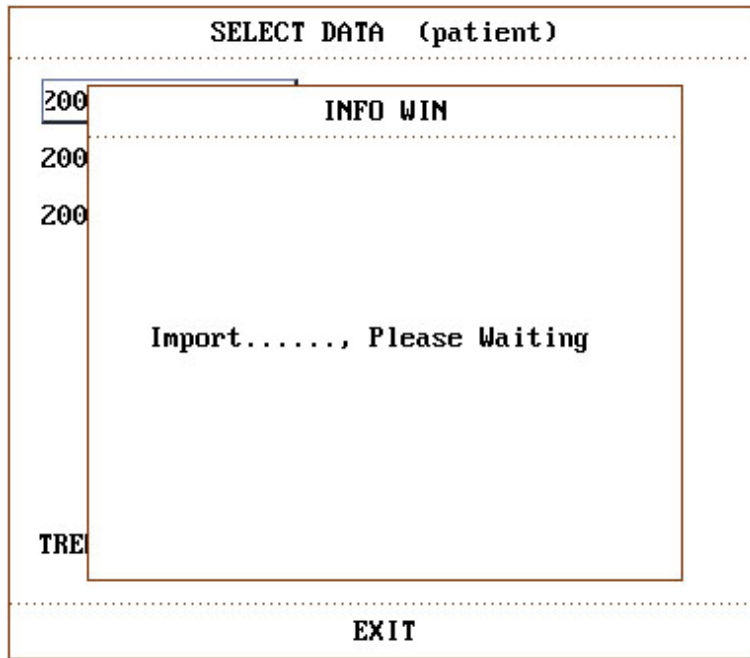 SELECT DATA (patient)
200
INFO WIN
200
200
Import......, Please Waiting
TRE
EXIT